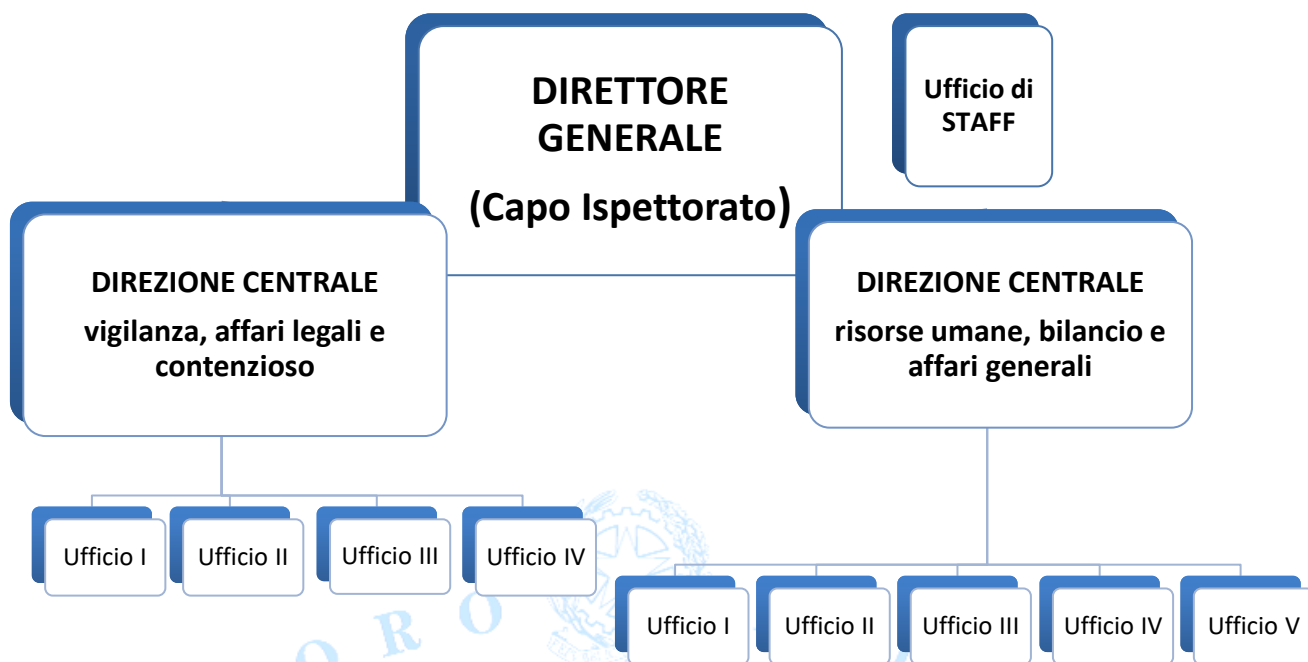 DIRETTORE
GENERALE
(Capo Ispettorato)
Ufficio di
STAFF
DIREZIONE CENTRALE
vigilanza, affari legali e
contenzioso
DIREZIONE CENTRALE
risorse umane, bilancio e
affari generali
Ufficio I
Ufficio II
Ufficio III
Ufficio IV
Ufficio I
Ufficio II
Ufficio III
Ufficio IV
Ufficio V
O R O